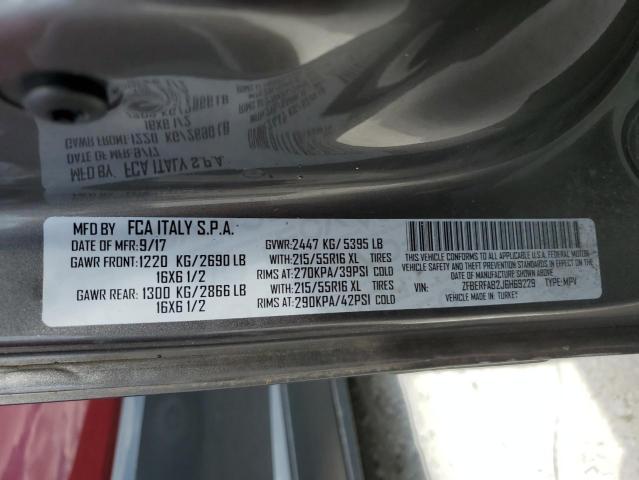 MFD BY FCA ITALY S.P.A.
DATE OF MFR:9/17 GVWR:2447 KG/5395 LB
GAWR FRONT:1220 KG/2690 LB WITH:215/55R16 XL TIRES
16X6 1/2 RIMS AT:270KPA/39PSI COLD
GAWR REAR: 1300 KG/2866 LB WITH:215/55R16 XL TIRES
16X6 1/2 RIMS AT:290KPA/42PSI COLD
THIS VEHICLE CONFORMS TO ALL APPLICABLE U.S.A. FEDERAL MOTOR
VEHICLE SAFETY, BUMPER, AND THEFT PREVENTION STANDARDS IN EFFECT
ON THE DATE OF MANUFACTURE SHOWN ABOVE.
VIN: ZFBERFAB2J6H69229 TYPE:MPV
VEHICLE MADE IN: TURKEY